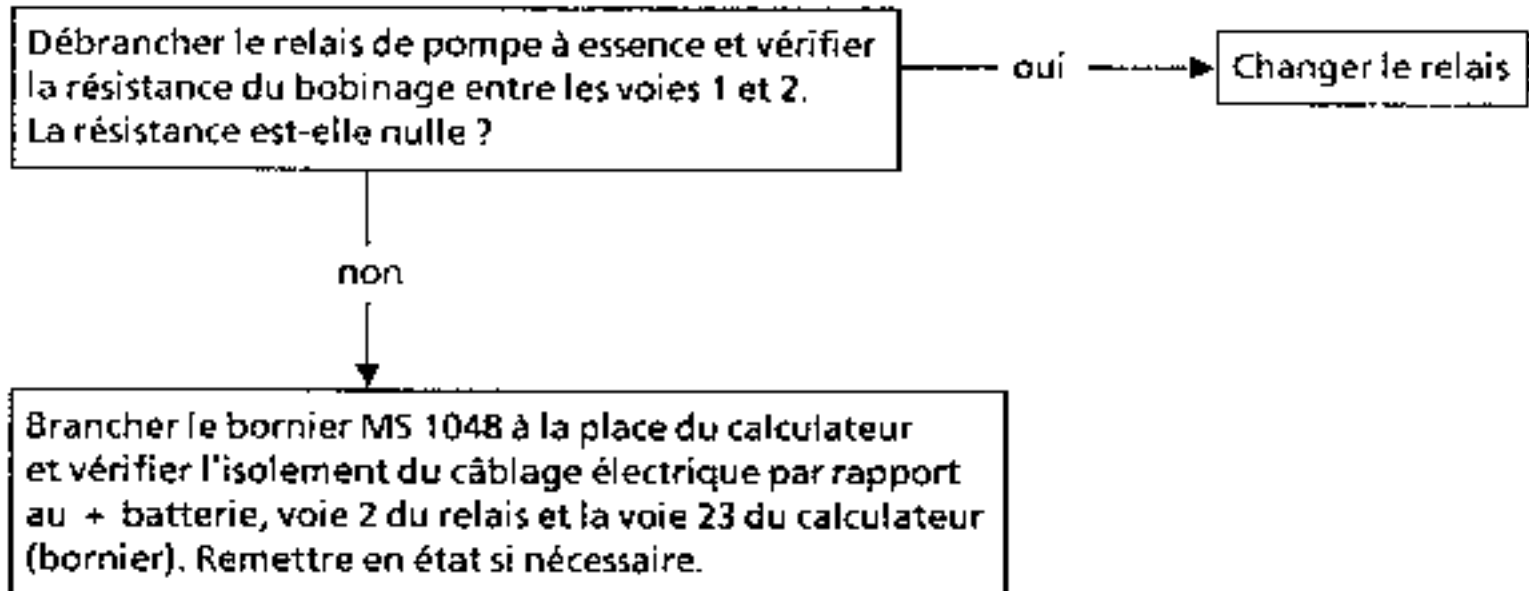 Débrancher le relais de pompe à essence et vérifier
la résistance du bobinage entre les voies 1 et 2.
La résistance est-elle nulle ?
oui
Changer le relais
non
Brancher le bornier MS 1048 à la place du calculateur
et vérifier l'isolement du câblage électrique par rapport
au + batterie, voie 2 du relais et la voie 23 du calculateur
(bornier). Remettre en état si nécessaire.